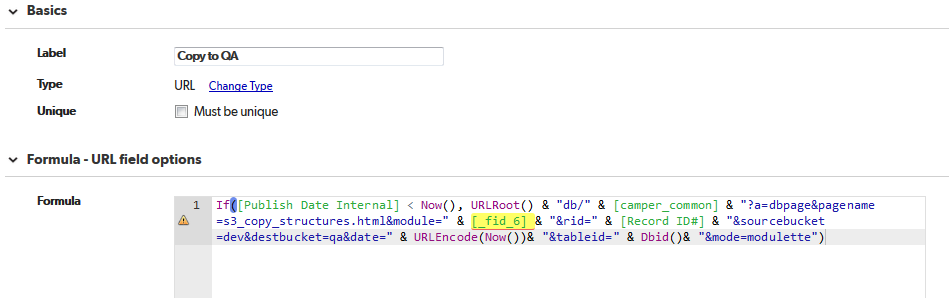 Basics
Label Copy to QA
Type URL Change Type
Unique Must be unique
Formula - URL field options
Formula 1 If([Publish Date Internal] < Now(), URLRoot() & "db/" & [camper_common] & "?a=dbpage&pagename
=s3_copy_structures.html&module=" & [_fid_6] & "&rid=" & [Record ID#] & "&sourcebucket
=dev&destbucket=qa&date=" & URLEncode(Now())& "&tableid=" & Dbid()& "&mode=modulette")